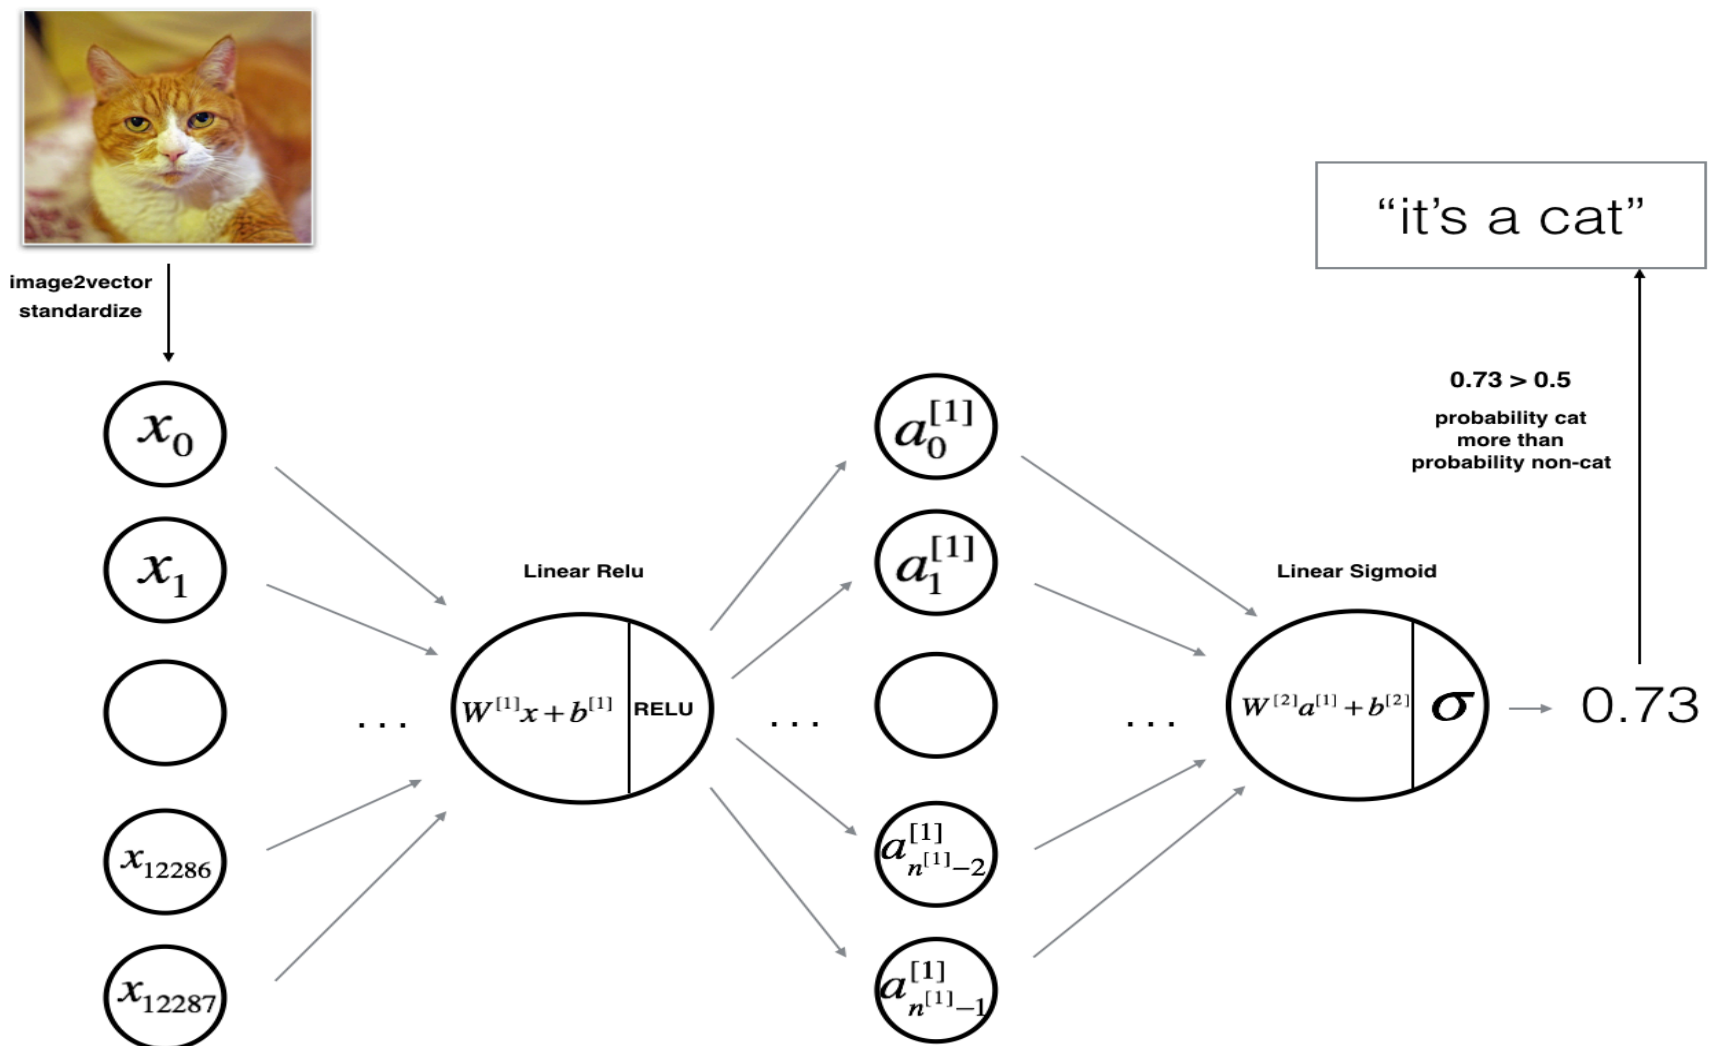 image2vector
standardize
x₀
x₁
x₁₂₂₈₆
x₁₂₂₈₇
. . .
Linear Relu
W^[1]x + b^[1]
RELU
. . .
a₀^[1]
a₁^[1]
a_{n^[1]−2}^[1]
a_{n^[1]−1}^[1]
. . .
Linear Sigmoid
W^[2]a^[1] + b^[2]
σ
0.73
0.73 > 0.5
probability cat
more than
probability non-cat
“it’s a cat”